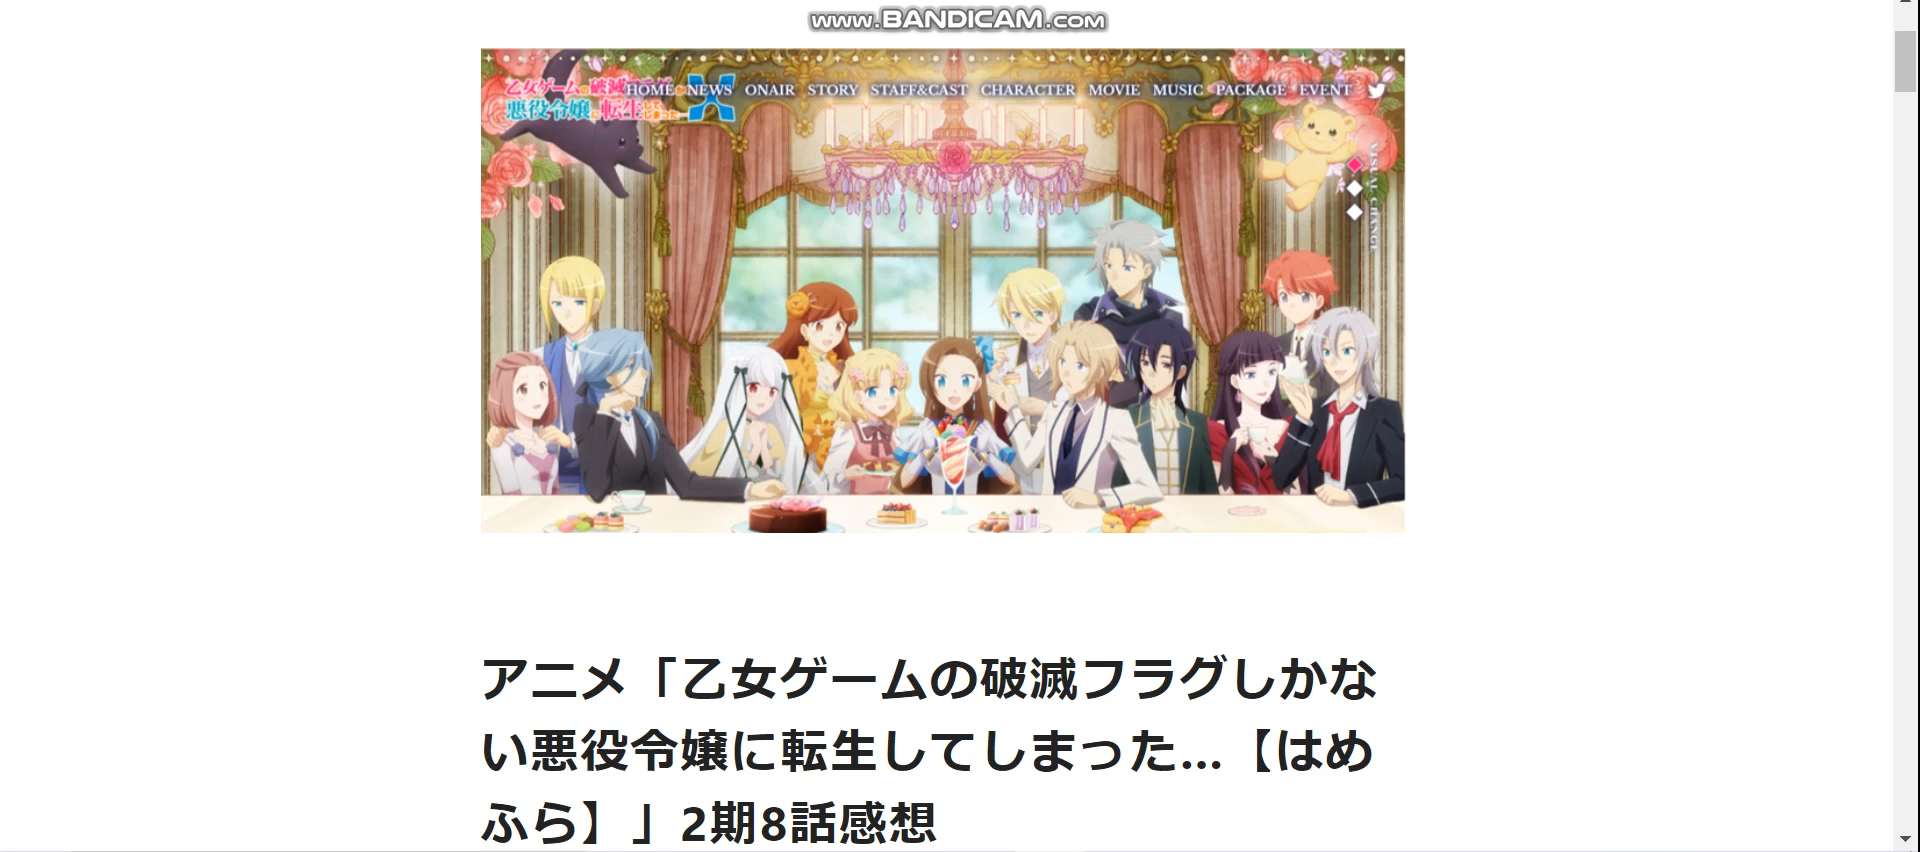 www.BANDICAM.com
乙女ゲームの破滅フラグ
HOME NEWS ONAIR STORY STAFF&CAST CHARACTER MOVIE MUSIC PACKAGE EVENT
悪役令嬢に転生してしまった…
X
VISUAL CHANGE
アニメ「乙女ゲームの破滅フラグしかな
い悪役令嬢に転生してしまった…【はめ
ふら】」2期8話感想